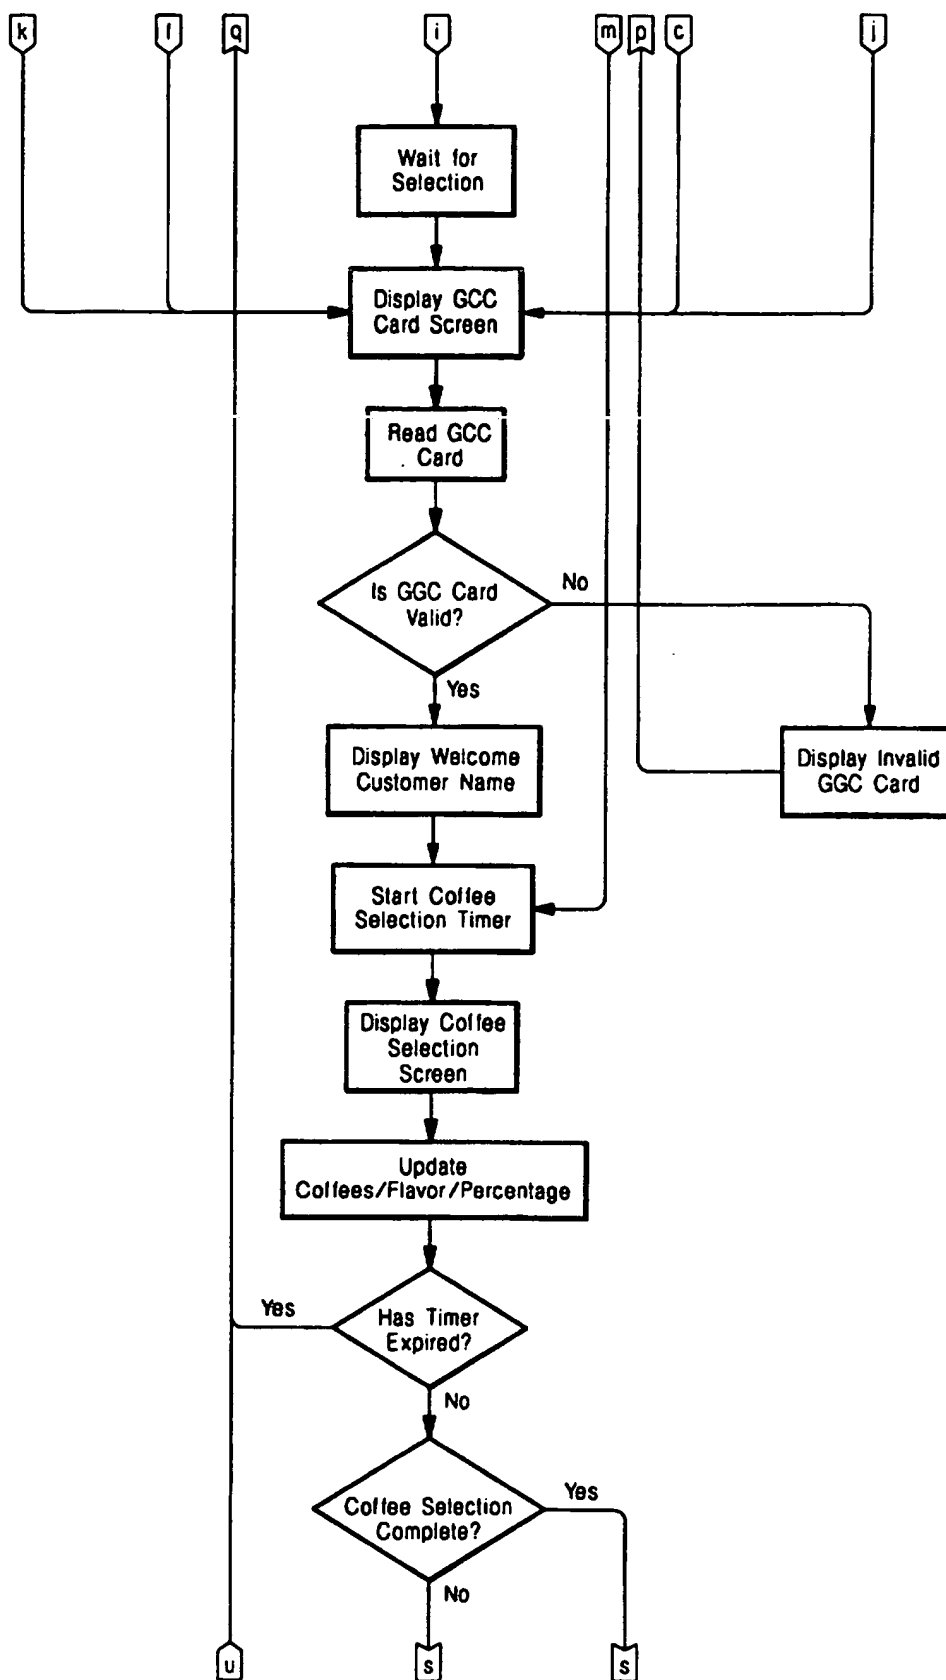 k l q i m p c j
Wait for
Selection
Display GCC
Card Screen
Read GCC
Card
Is GGC Card
Valid?
No
Yes
Display Welcome
Customer Name
Display Invalid
GGC Card
Start Coffee
Selection Timer
Display Coffee
Selection
Screen
Update
Coffees/Flavor/Percentage
Yes
Has Timer
Expired?
No
Coffee Selection
Complete?
Yes
No
u s s